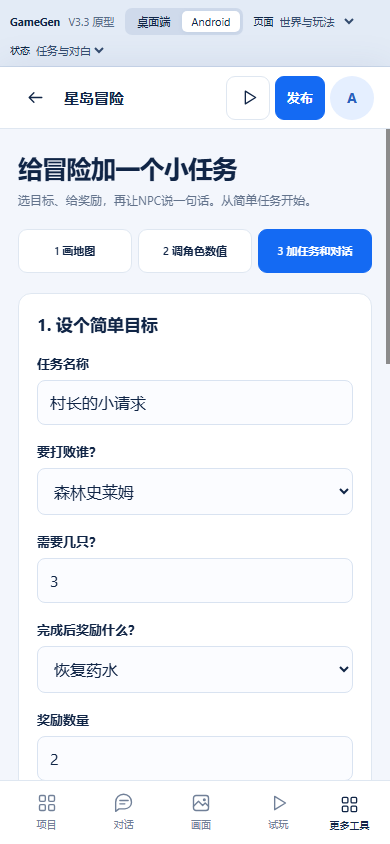 GameGen V3.3 原型 桌面端 Android 页面 世界与玩法
状态 任务与对白
星岛冒险 发布 A
给冒险加一个小任务
选目标、给奖励，再让NPC说一句话。从简单任务开始。
1 画地图 2 调角色数值 3 加任务和对话
1. 设个简单目标
任务名称
村长的小请求
要打败谁?
森林史莱姆
需要几只?
3
完成后奖励什么?
恢复药水
奖励数量
2
项目 对话 画面 试玩 更多工具